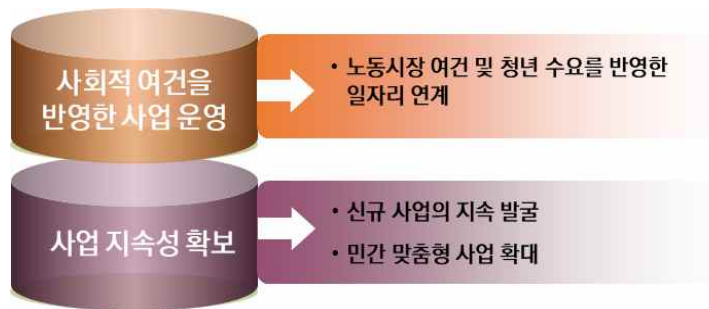 사회적 여건을
반영한 사업 운영
• 노동시장 여건 및 청년 수요를 반영한
일자리 연계
사업 지속성 확보
• 신규 사업의 지속 발굴
• 민간 맞춤형 사업 확대